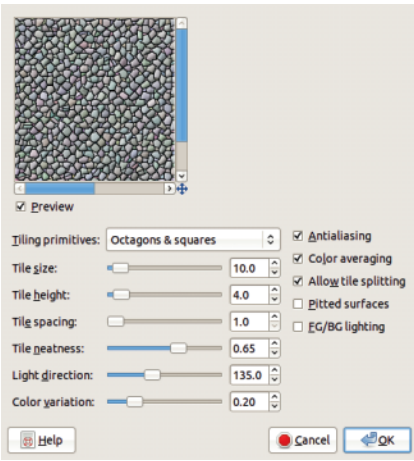 Preview
Tiling primitives: Octagons & squares
Tile size: 10.0
Tile height: 4.0
Tile spacing: 1.0
Tile neatness: 0.65
Light direction: 135.0
Color variation: 0.20
Antialiasing
Color averaging
Allow tile splitting
Pitted surfaces
FG/BG lighting
Help
Cancel
OK